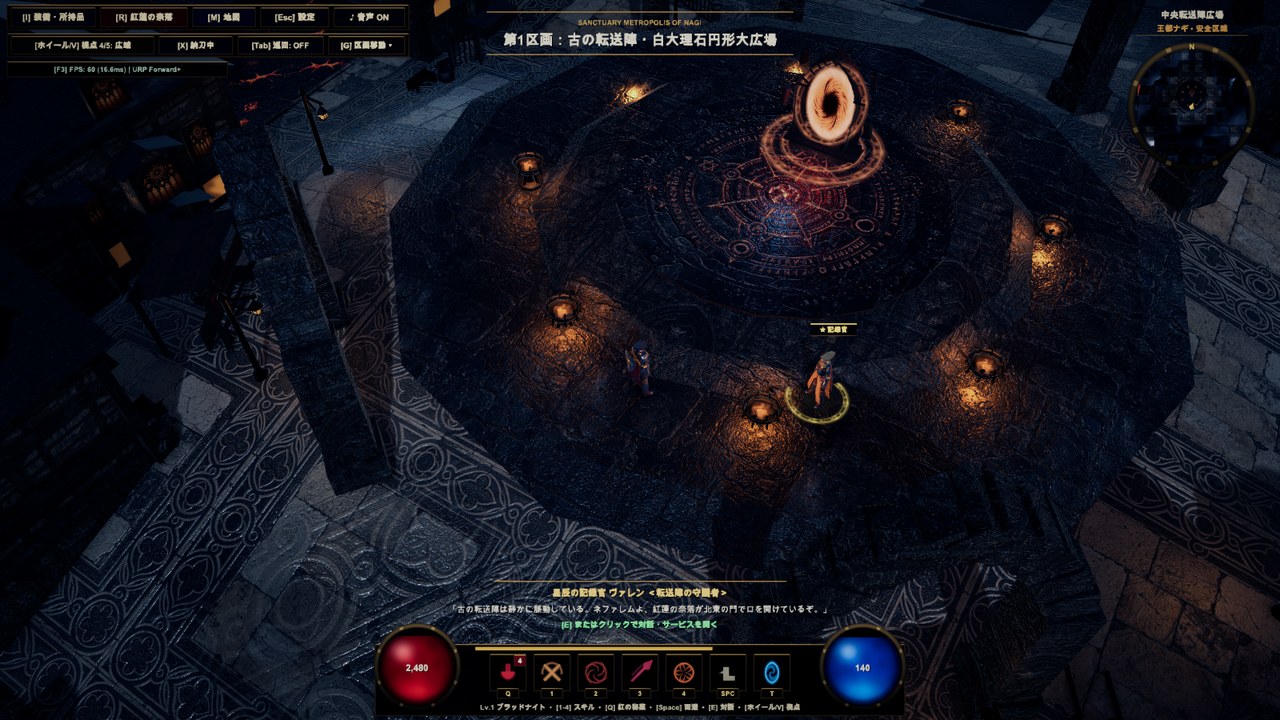 [I] 装備・所持品 [R] 紅蓮の奈落 [M] 地図 [Esc] 設定 ♪ 音声 ON
[ホイール/V] 視点 4/5: 広域 [X] 納刀中 [Tab] 巡回: OFF [G] 区画移動 ▾
[F3] FPS: 60 (16.6ms) | URP Forward+
SANCTUARY METROPOLIS OF NAGI
第1区画：古の転送陣・白大理石円形大広場
中央転送陣広場
王都ナギ・安全区域
N
★ 記録官
星辰の記録官 ヴァレン <転送陣の守護者>
「古の転送陣は静かに脈動している。ネファレムよ、紅蓮の奈落が北東の門で口を開けているぞ。」
[E] またはクリックで対話・サービスを開く
2,480
4
140
Q 1 2 3 4 SPC T
Lv.1 ブラッドナイト ・ [1-4] スキル ・ [Q] 紅の秘薬 ・ [Space] 回避 ・ [E] 対話 ・ [ホイール/V] 視点